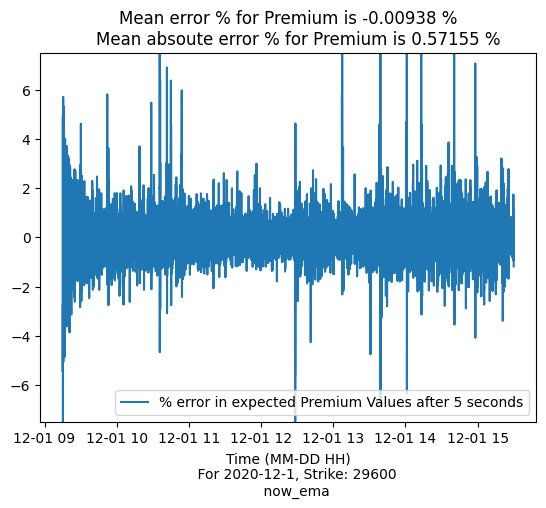 Mean error % for Premium is -0.00938 %
Mean absoute error % for Premium is 0.57155 %
6
4
2
0
−2
−4
−6
% error in expected Premium Values after 5 seconds
12-01 09 12-01 10 12-01 11 12-01 12 12-01 13 12-01 14 12-01 15
Time (MM-DD HH)
For 2020-12-1, Strike: 29600
now_ema